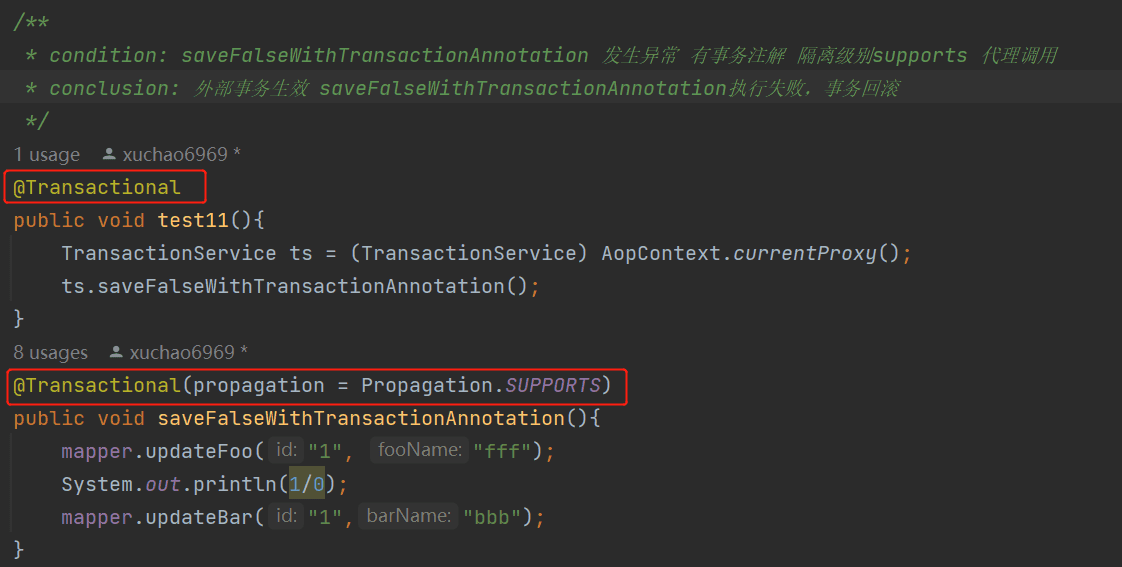 /**
* condition: saveFalseWithTransactionAnnotation 发生异常 有事务注解 隔离级别supports 代理调用
* conclusion: 外部事务生效 saveFalseWithTransactionAnnotation执行失败，事务回滚
*/
1 usage xuchao6969 *
@Transactional
public void test11(){
TransactionService ts = (TransactionService) AopContext.currentProxy();
ts.saveFalseWithTransactionAnnotation();
}
8 usages xuchao6969 *
@Transactional(propagation = Propagation.SUPPORTS)
public void saveFalseWithTransactionAnnotation(){
mapper.updateFoo( id: "1", fooName: "fff");
System.out.println(1/0);
mapper.updateBar( id: "1", barName: "bbb");
}